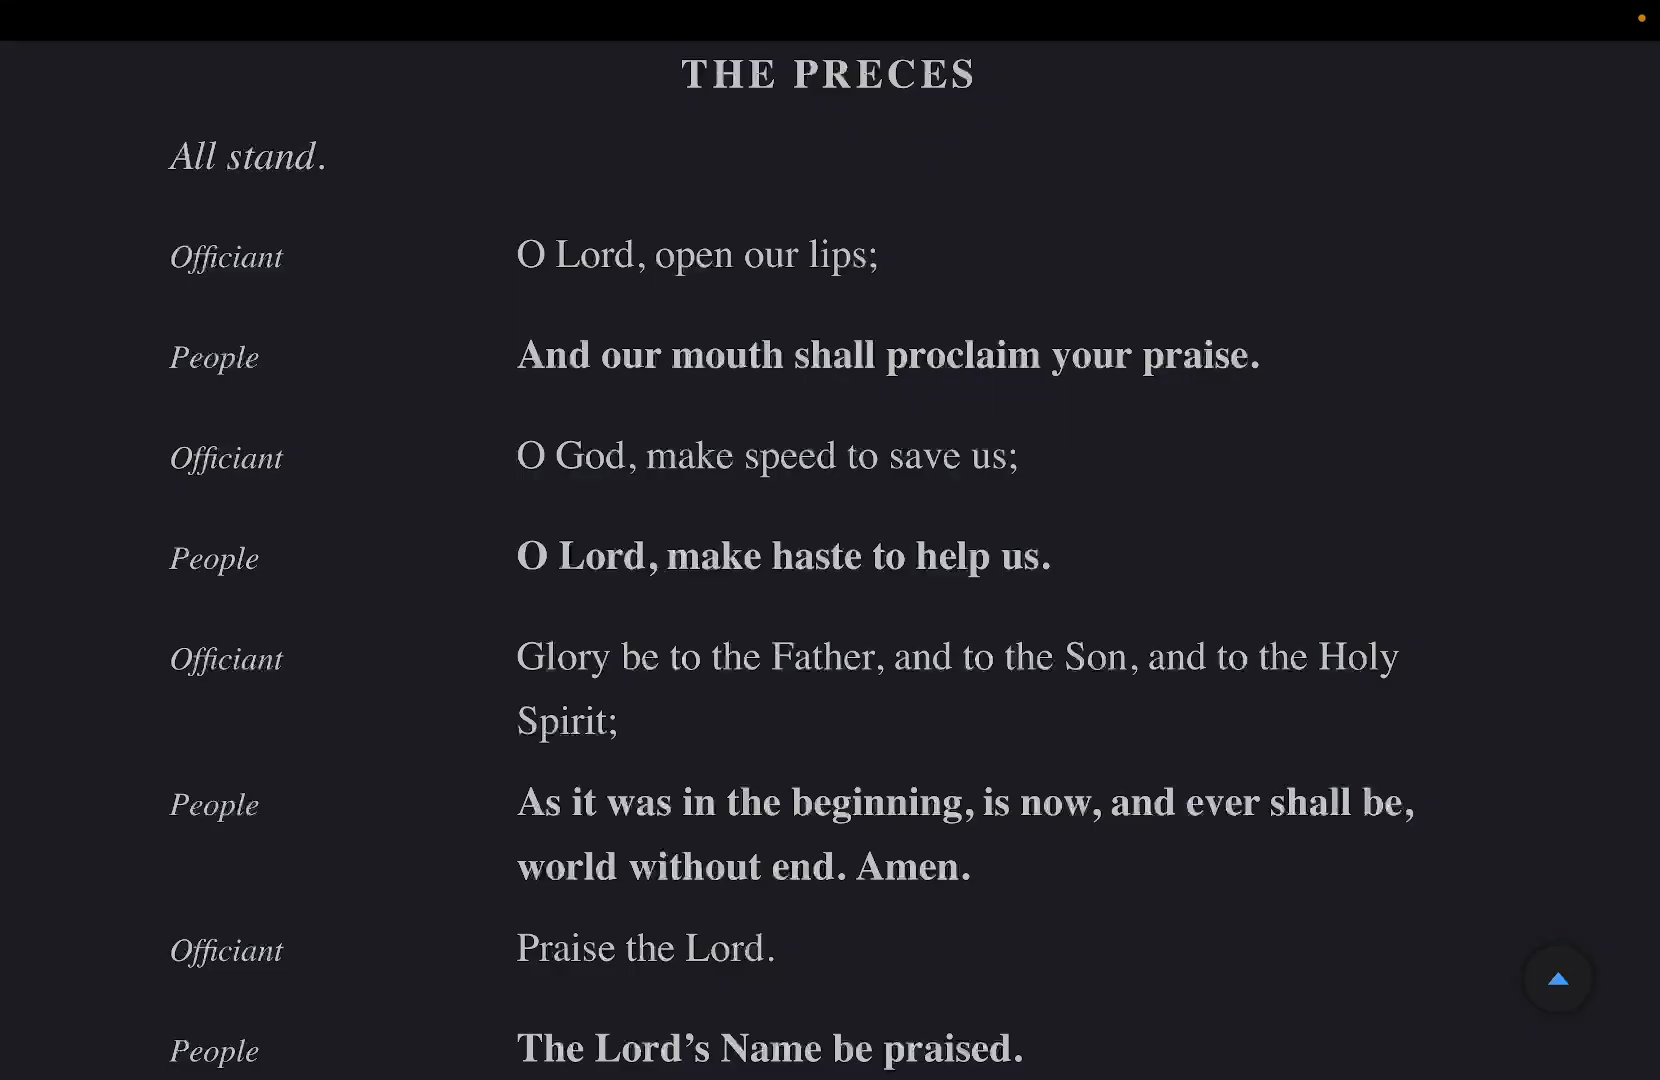 THE PRECES
All stand.
Officiant O Lord, open our lips;
People And our mouth shall proclaim your praise.
Officiant O God, make speed to save us;
People O Lord, make haste to help us.
Officiant Glory be to the Father, and to the Son, and to the Holy
Spirit;
People As it was in the beginning, is now, and ever shall be,
world without end. Amen.
Officiant Praise the Lord.
People The Lord’s Name be praised.